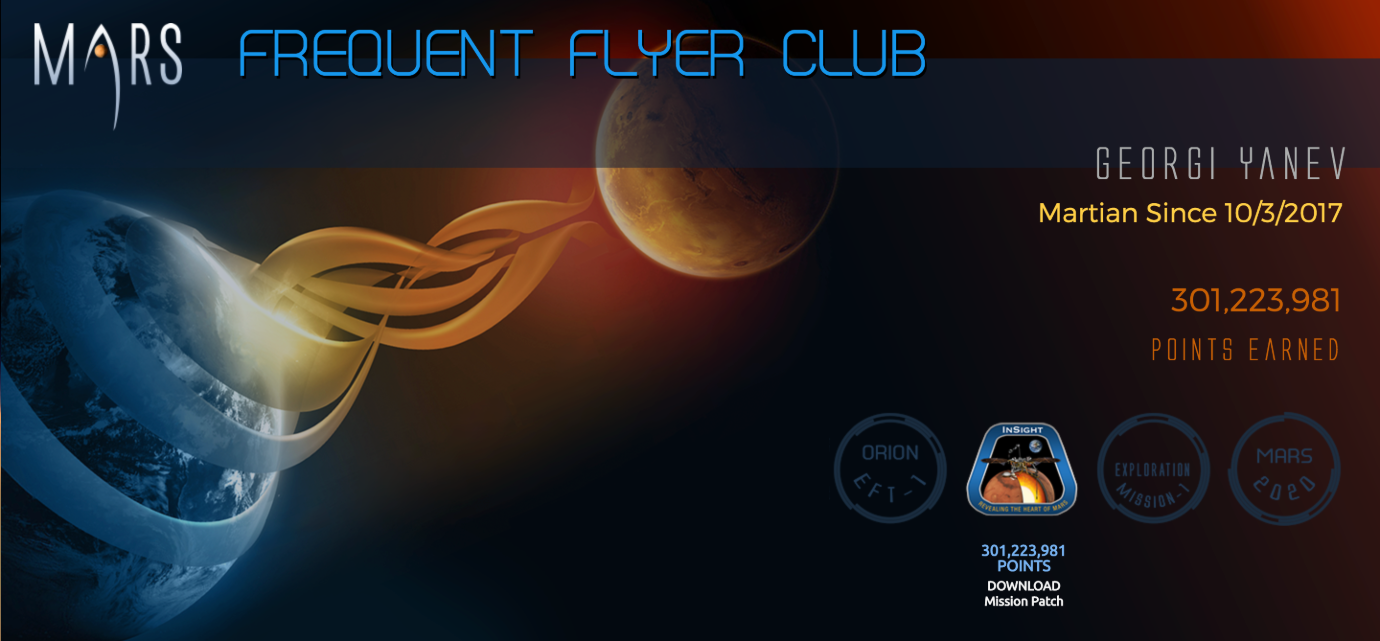 MARS FREQUENT FLYER CLUB
GEORGI YANEV
Martian Since 10/3/2017
301,223,981
POINTS EARNED
ORION
EFT-1
INSIGHT
REVEALING THE HEART OF MARS
EXPLORATION
MISSION-1
MARS
2020
301,223,981
POINTS
DOWNLOAD
Mission Patch